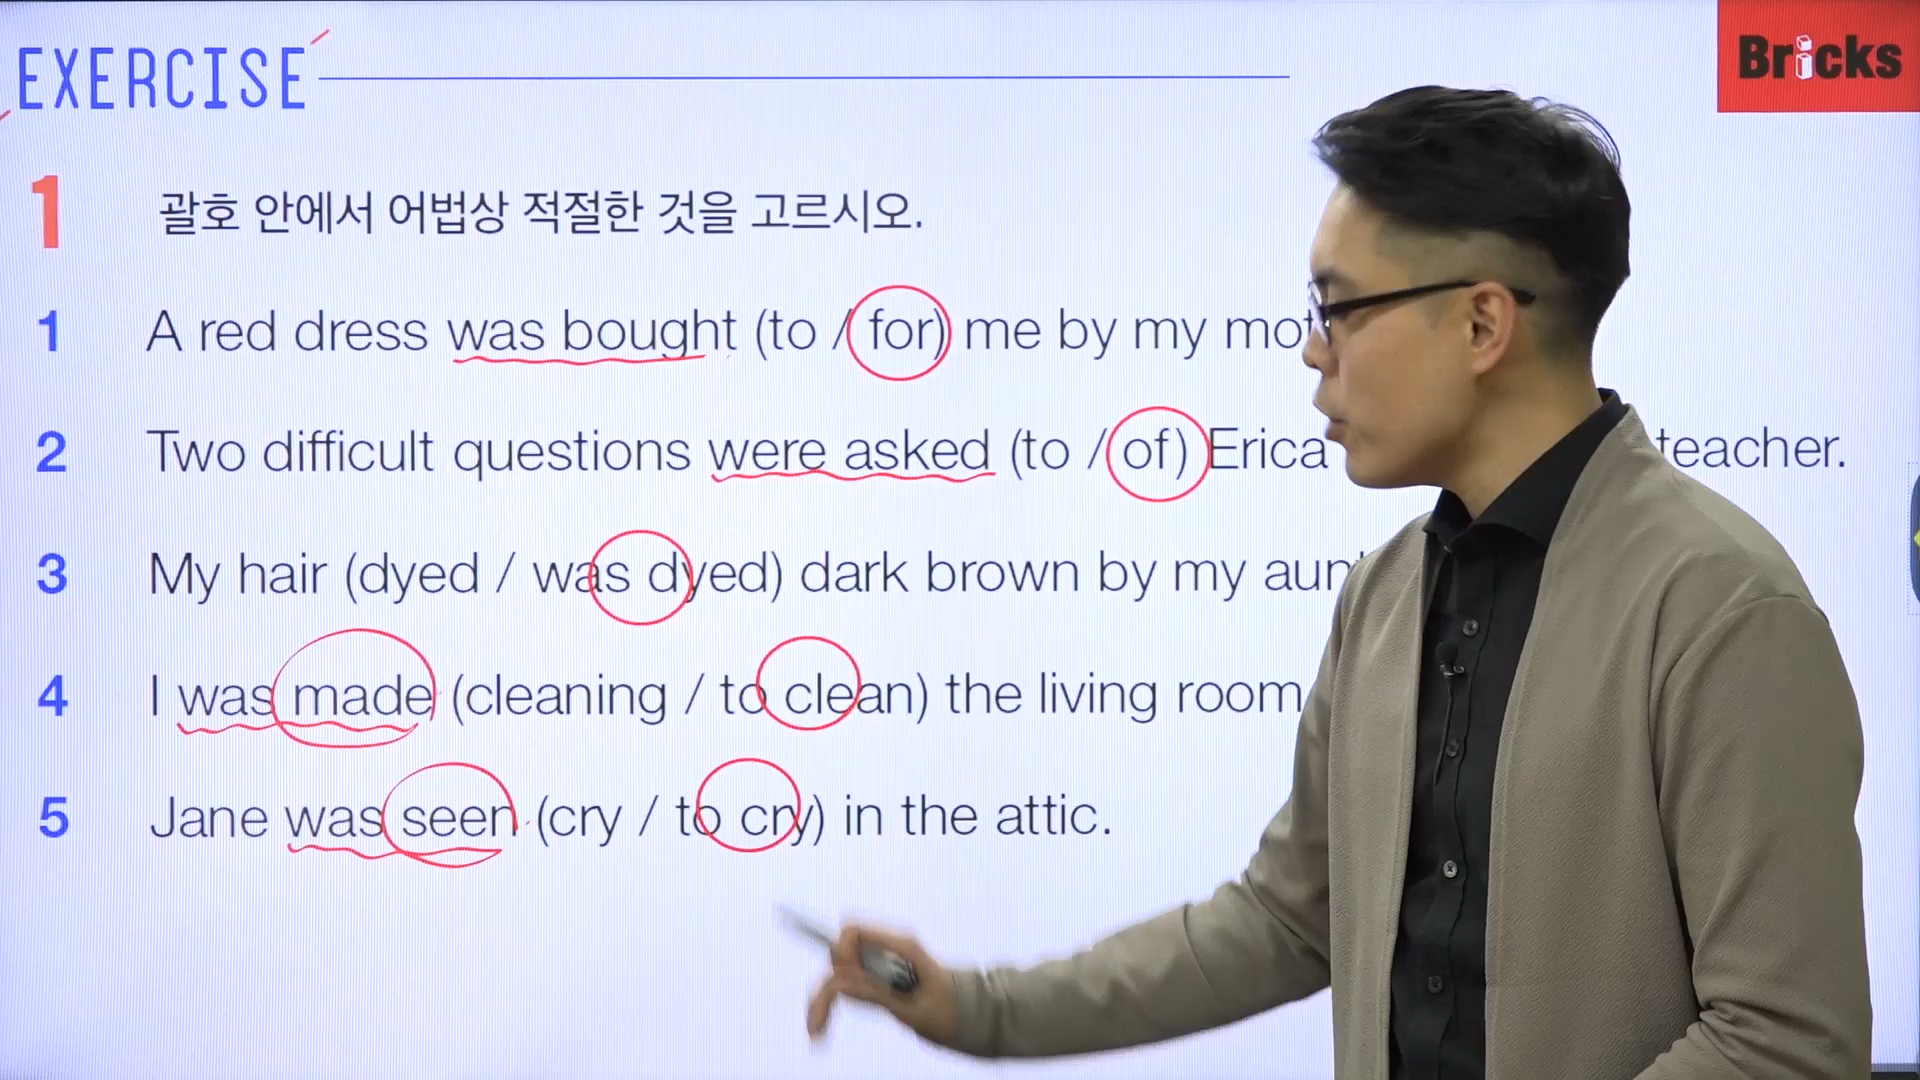 EXERCISE
Bricks
1 괄호 안에서 어법상 적절한 것을 고르시오.
1 A red dress was bought (to / for) me by my
2 Two difficult questions were asked (to / of) Erica teacher.
3 My hair (dyed / was dyed) dark brown by my
4 I was made (cleaning / to clean) the living room
5 Jane was seen (cry / to cry) in the attic.